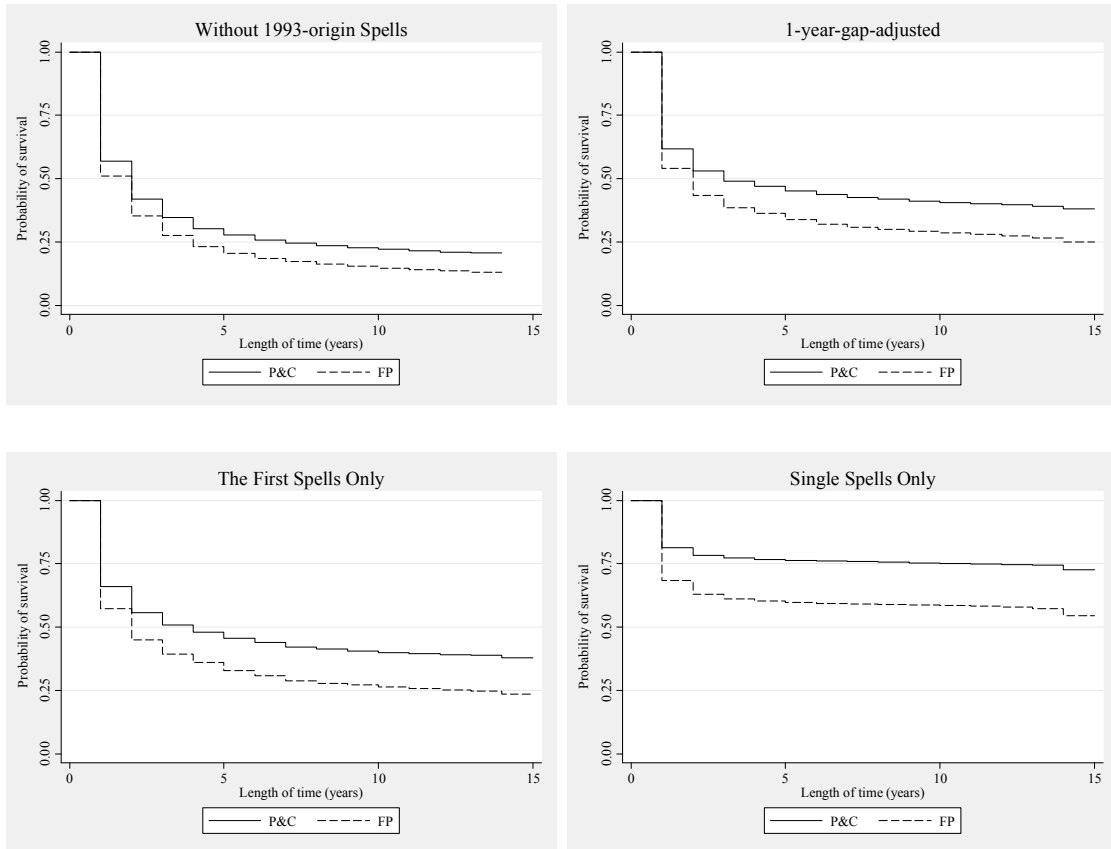 Without 1993-origin Spells
Probability of survival
1.00
0.75
0.50
0.25
0.00
0 5 10 15
Length of time (years)
P&C FP
1-year-gap-adjusted
Probability of survival
1.00
0.75
0.50
0.25
0.00
0 5 10 15
Length of time (years)
P&C FP
The First Spells Only
Probability of survival
1.00
0.75
0.50
0.25
0.00
0 5 10 15
Length of time (years)
P&C FP
Single Spells Only
Probability of survival
1.00
0.75
0.50
0.25
0.00
0 5 10 15
Length of time (years)
P&C FP